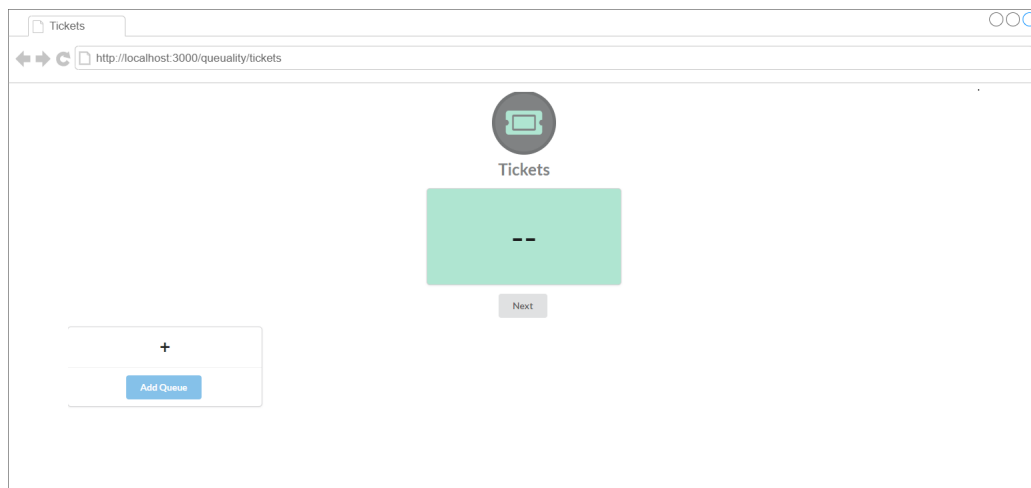 Tickets
http://localhost:3000/queuality/tickets
Tickets
--
Next
+
Add Queue